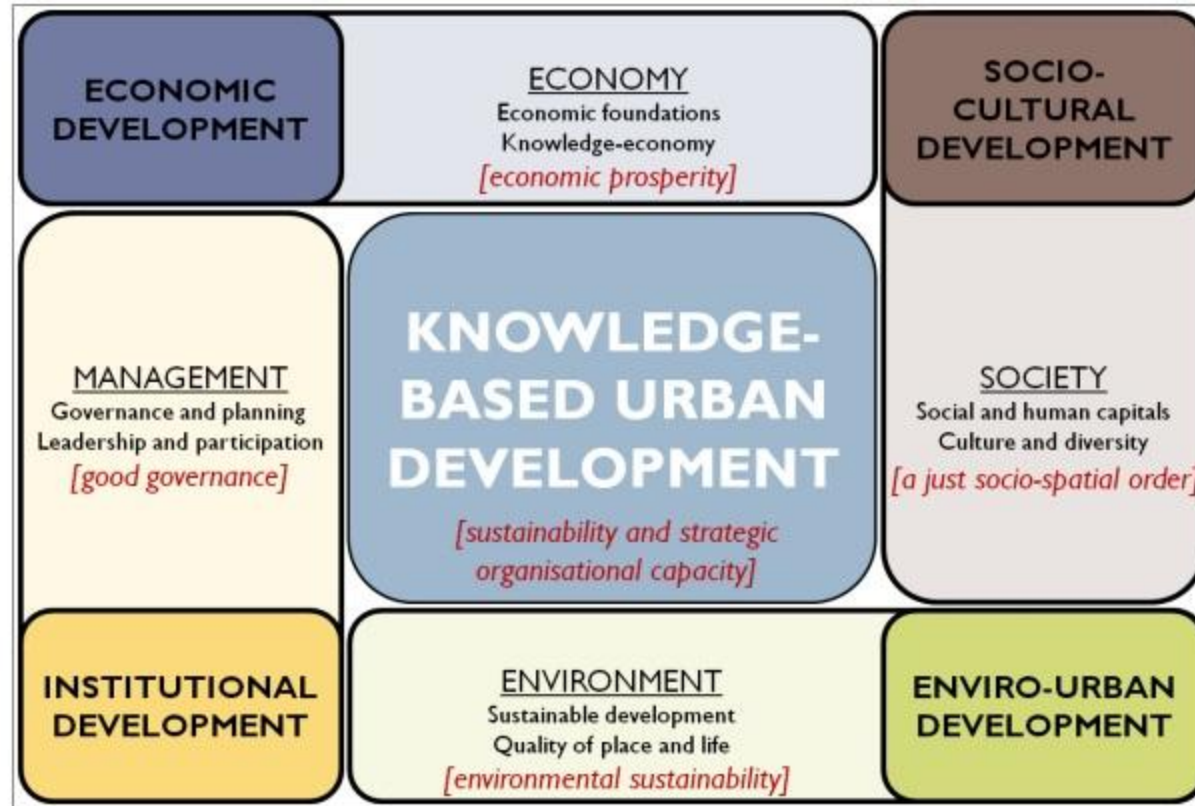 ECONOMIC
DEVELOPMENT
ECONOMY
Economic foundations
Knowledge-economy
[economic prosperity]
SOCIO-
CULTURAL
DEVELOPMENT
MANAGEMENT
Governance and planning
Leadership and participation
[good governance]
KNOWLEDGE-
BASED URBAN
DEVELOPMENT
[sustainability and strategic
organisational capacity]
SOCIETY
Social and human capitals
Culture and diversity
[a just socio-spatial order]
INSTITUTIONAL
DEVELOPMENT
ENVIRONMENT
Sustainable development
Quality of place and life
[environmental sustainability]
ENVIRO-URBAN
DEVELOPMENT